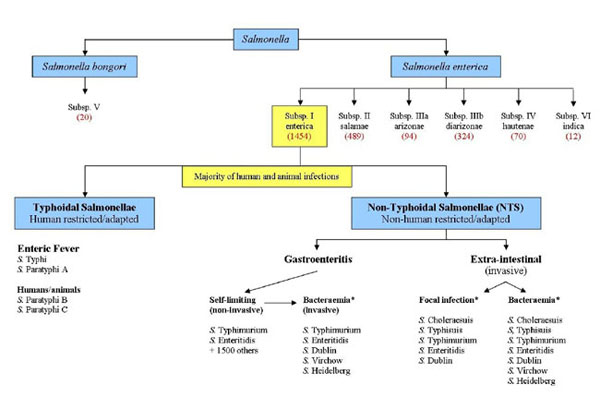 Salmonella
Salmonella bongori
Salmonella enterica
Subsp. V
(20)
Subsp. I
enterica
(1454)
Subsp. II
salamae
(489)
Subsp. IIIa
arizonae
(94)
Subsp. IIIb
diarizonae
(324)
Subsp. IV
hautenae
(70)
Subsp. VI
indica
(12)
Majority of human and animal infections
Typhoidal Salmonellae
Human restricted/adapted
Non-Typhoidal Salmonellae (NTS)
Non-human restricted/adapted
Enteric Fever
S. Typhi
S. Paratyphi A
Humans/animals
S. Paratyphi B
S. Paratyphi C
Gastroenteritis
Extra-intestinal
(invasive)
Self-limiting
(non-invasive)
S. Typhimurium
S. Enteritidis
+ 1500 others
Bacteraemia*
(Invasive)
S. Typhimurium
S. Enteritidis
S. Dublin
S. Virchow
S. Heidelberg
Focal infection*
S. Choleraesuis
S. Typhisuis
S. Typhimurium
S. Enteritidis
S. Dublin
Bacteraemia*
S. Choleraesuis
S. Typhisuis
S. Typhimurium
S. Enteritidis
S. Dublin
S. Virchow
S. Heidelberg